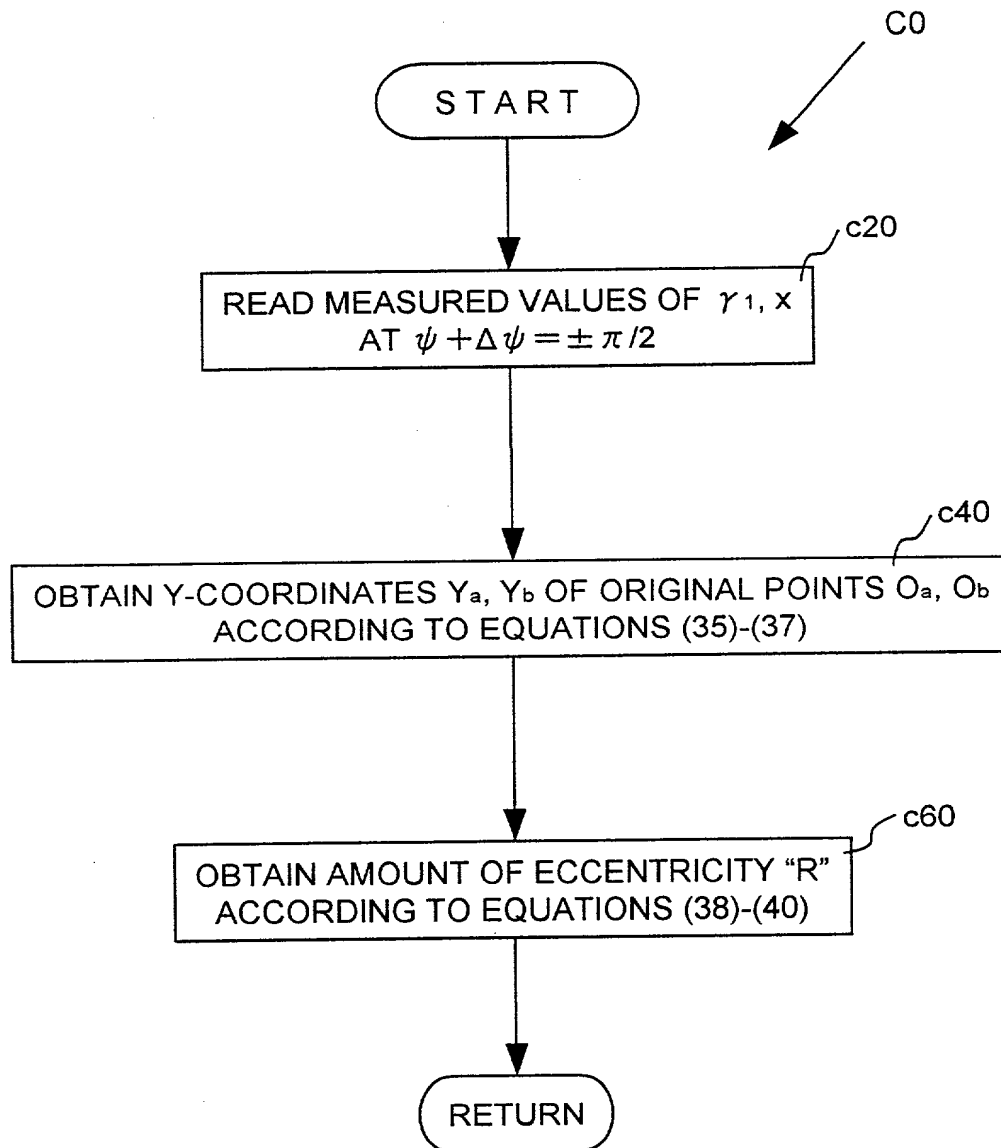 C0
START
c20
READ MEASURED VALUES OF γ1, x
AT ψ+Δψ=±π/2
c40
OBTAIN Y-COORDINATES Ya, Yb OF ORIGINAL POINTS Oa, Ob
ACCORDING TO EQUATIONS (35)-(37)
c60
OBTAIN AMOUNT OF ECCENTRICITY “R”
ACCORDING TO EQUATIONS (38)-(40)
RETURN